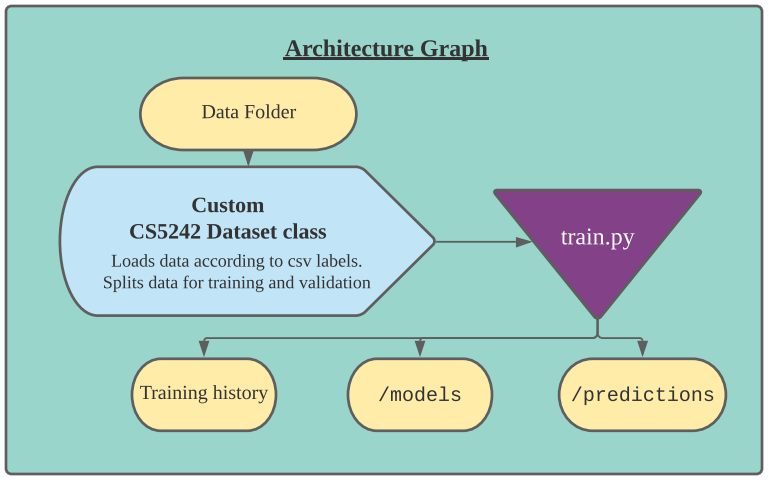 Architecture Graph
Data Folder
Custom
CS5242 Dataset class
Loads data according to csv labels.
Splits data for training and validation
train.py
Training history
/models
/predictions